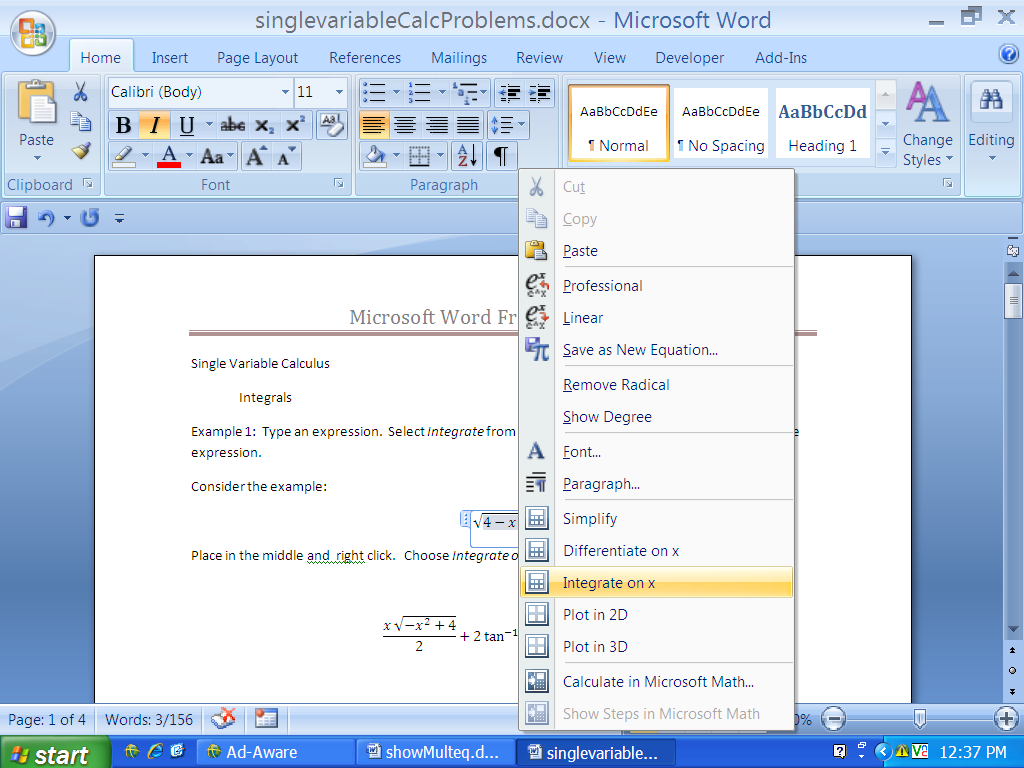 singlevariableCalcProblems.docx - Microsoft Word
Home Insert Page Layout References Mailings Review View Developer Add-Ins
Calibri (Body) 11
AaBbCcDdEe AaBbCcDdEe AaBbCcDd
¶ Normal ¶ No Spacing Heading 1
Paste
B I U abc X₂ X² Aa A A A
Change Styles
Editing
Clipboard Font Paragraph
Cut
Copy
Paste
Professional
Linear
Save as New Equation...
Remove Radical
Show Degree
Font...
Paragraph...
Simplify
Differentiate on x
Integrate on x
Plot in 2D
Plot in 3D
Calculate in Microsoft Math...
Show Steps in Microsoft Math
Microsoft Word Fr
Single Variable Calculus
Integrals
Example 1: Type an expression. Select Integrate from
expression.
Consider the example:
√4 − x
Place in the middle and right click. Choose Integrate o
x √−x² + 4
2
+ 2 tan⁻¹
Page: 1 of 4 Words: 3/156 0%
start Ad-Aware showMulteq.d... singlevariable... 12:37 PM